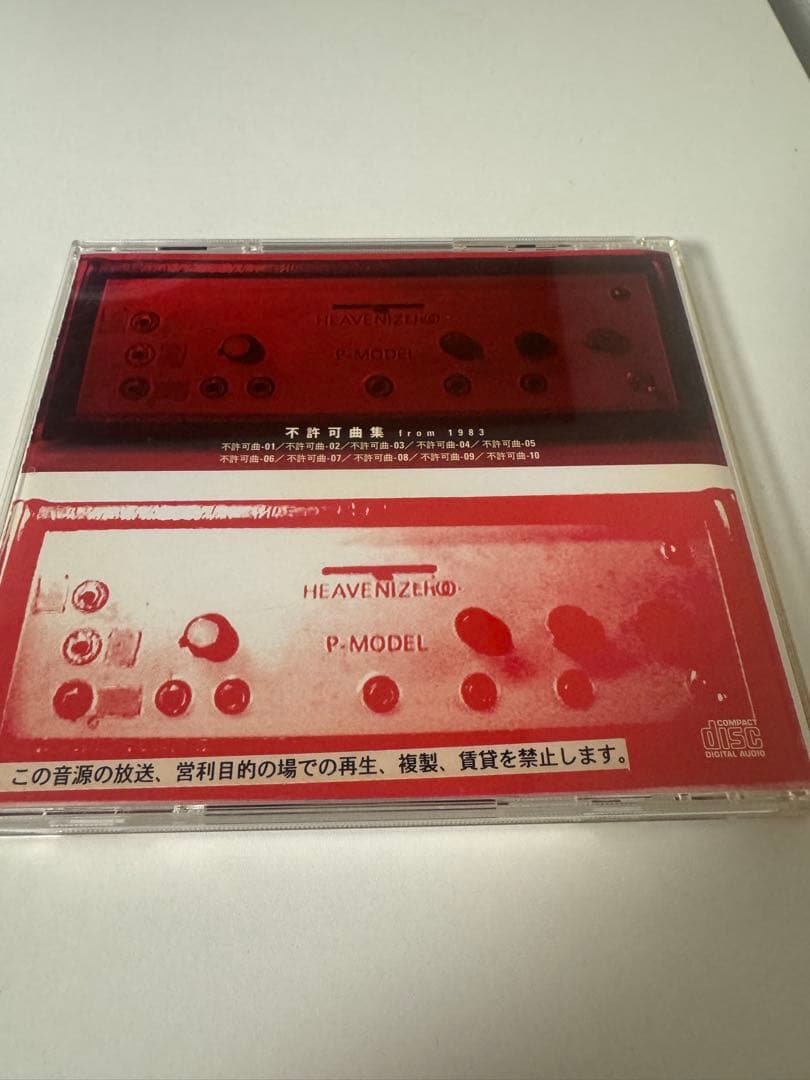 HEAVENIZER
P-MODEL
不許可曲集 from 1983
不許可曲-01／不許可曲-02／不許可曲-03／不許可曲-04／不許可曲-05
不許可曲-06／不許可曲-07／不許可曲-08／不許可曲-09／不許可曲-10
HEAVENIZER
P-MODEL
COMPACT
disc
DIGITAL AUDIO
この音源の放送、営利目的の場での再生、複製、賃貸を禁止します。